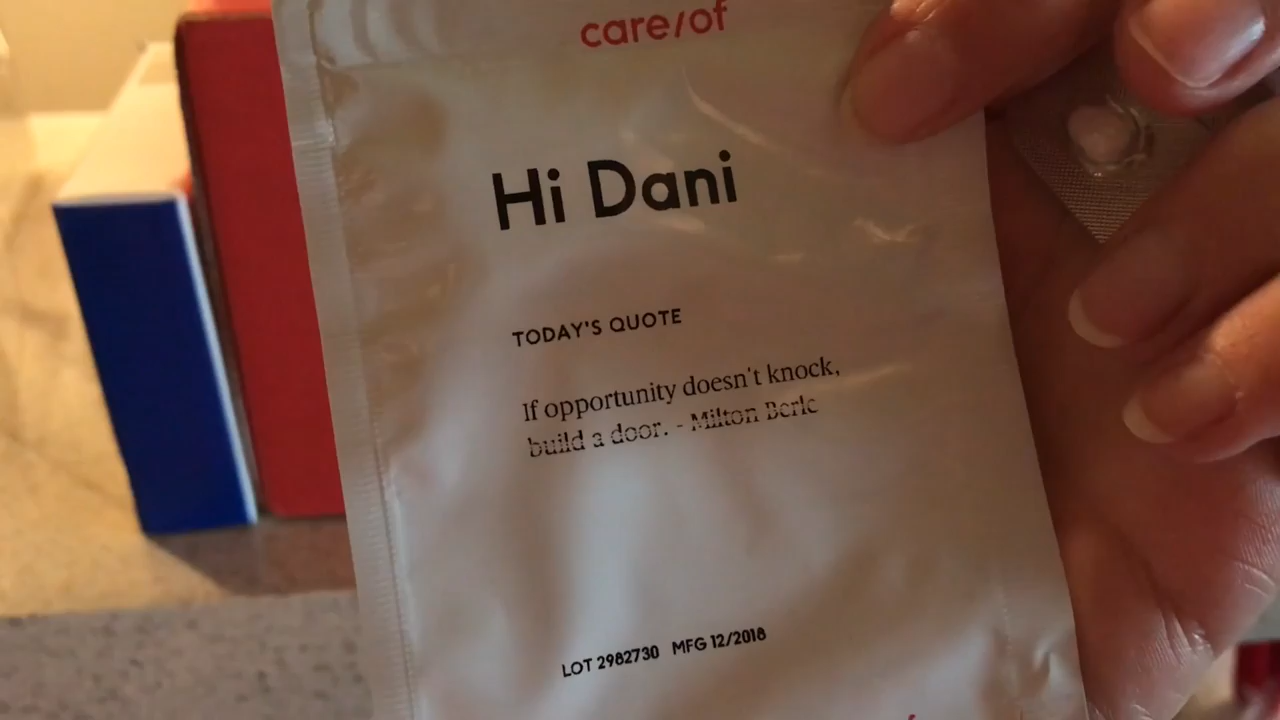 care/of
Hi Dani
TODAY'S QUOTE
If opportunity doesn't knock,
build a door. - Milton Berle
LOT 2982730 MFG 12/2018